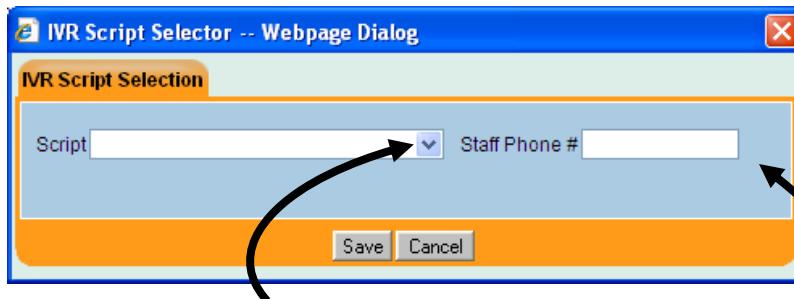 IVR Script Selector -- Webpage Dialog
IVR Script Selection
Script Staff Phone #
Save Cancel